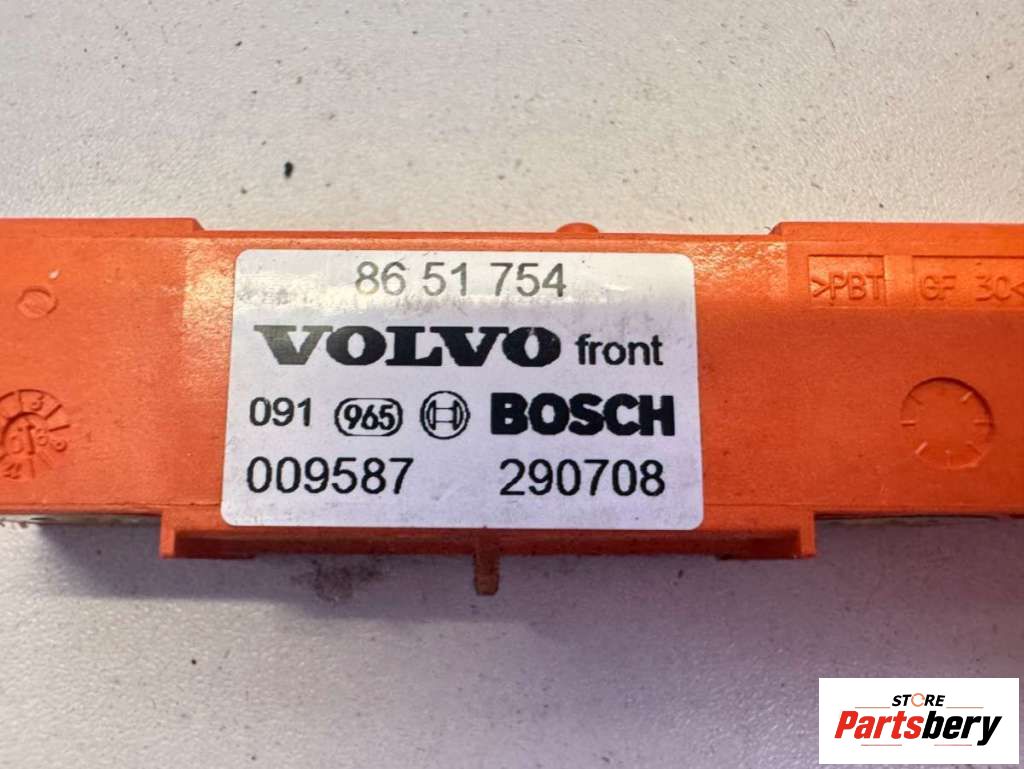 86 51 754
VOLVO front
091 965 BOSCH
009587 290708
>PBT GF 30<
STORE
Partsbery